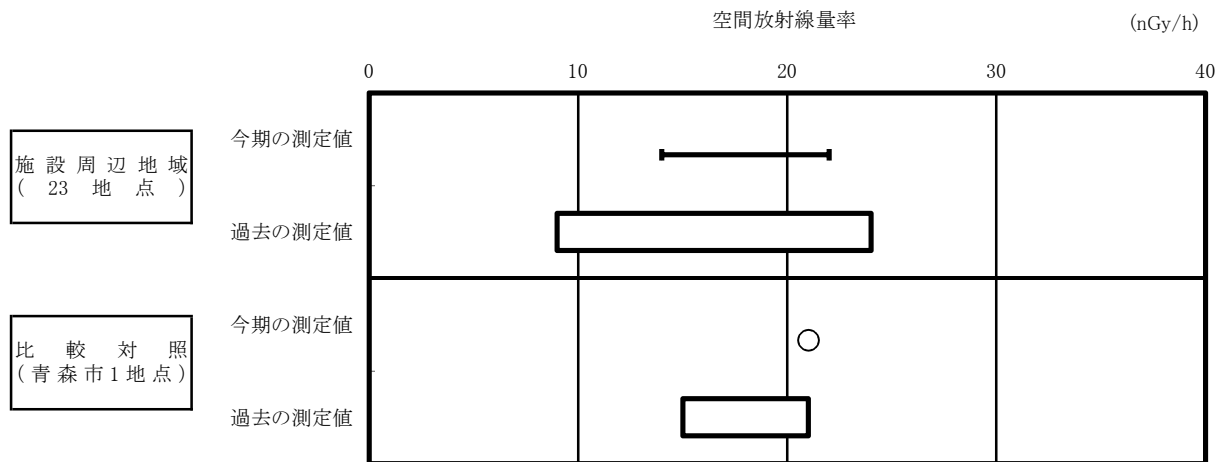 空間放射線量率 (nGy/h)
0 10 20 30 40
施設周辺地域
( 23 地点 )
今期の測定値
過去の測定値
比較対照
(青森市1地点)
今期の測定値
過去の測定値